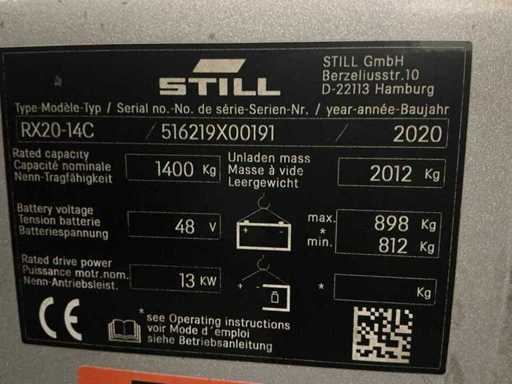 STILL
STILL GmbH
Berzeliusstr.10
D-22113 Hamburg
Type-Modèle-Typ / Serial no.-No. de série-Serien-Nr. / year-année-Baujahr
RX20-14C / 516219X00191 / 2020
Rated capacity
Capacité nominale
Nenn-Tragfähigkeit
1400 Kg
Unladen mass
Masse à vide
Leergewicht
2012 Kg
Battery voltage
Tension batterie
Batteriespannung
48 V
+ -
max. 898 Kg
*
min. 812 Kg
Rated drive power
Puissance motr.nom.
Nenn-Antriebsleist.
13 KW
+ -
* Kg
CE
* see Operating instructions
voir Mode d'emploi
siehe Betriebsanleitung